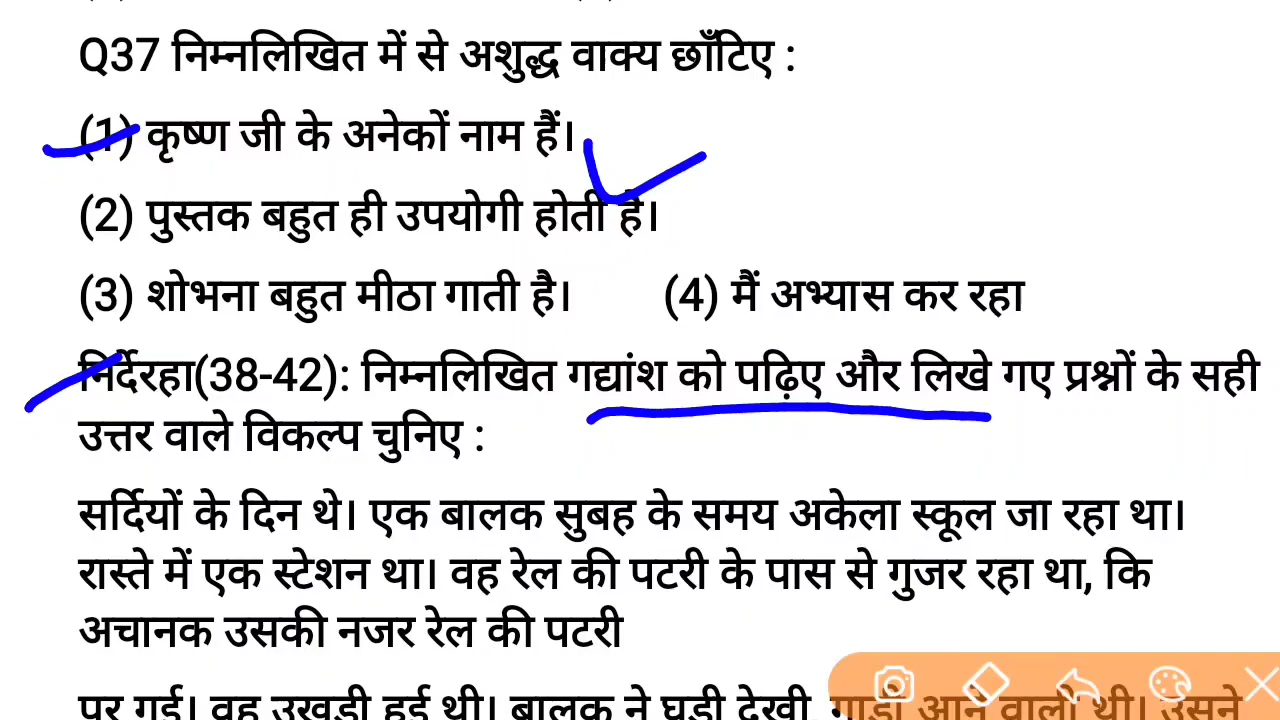 Q37 निम्नलिखित में से अशुद्ध वाक्य छाँटिए :
(1) कृष्ण जी के अनेकों नाम हैं।
(2) पुस्तक बहुत ही उपयोगी होती है।
(3) शोभना बहुत मीठा गाती है। (4) मैं अभ्यास कर रहा
निर्देरहा(38-42): निम्नलिखित गद्यांश को पढ़िए और लिखे गए प्रश्नों के सही
उत्तर वाले विकल्प चुनिए :
सर्दियों के दिन थे। एक बालक सुबह के समय अकेला स्कूल जा रहा था।
रास्ते में एक स्टेशन था। वह रेल की पटरी के पास से गुजर रहा था, कि
अचानक उसकी नजर रेल की पटरी
पर गई। वह उखड़ी हुई थी। बालक ने घड़ी देखी, गाड़ी आने वाली थी। उसने